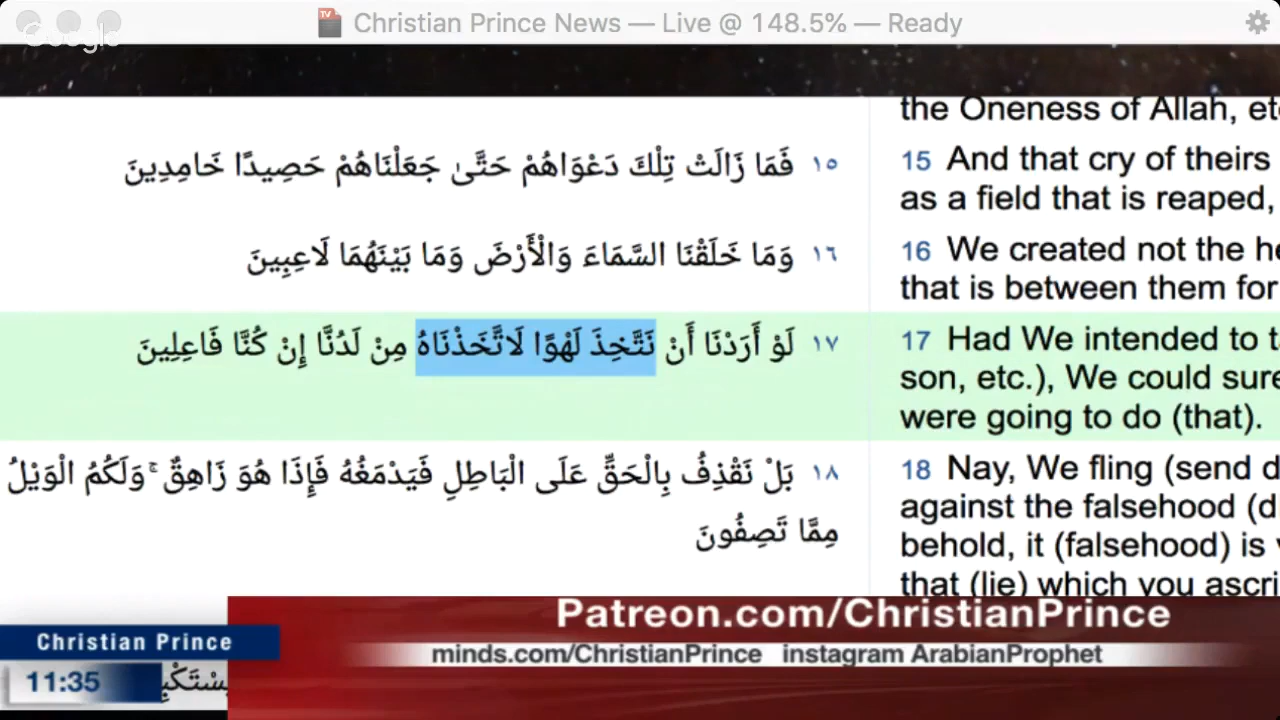 Christian Prince News — Live @ 148.5% — Ready
Google
the Oneness of Allah, etc
١٥ فَمَا زَالَتْ تِلْكَ دَعْوَاهُمْ حَتَّىٰ جَعَلْنَاهُمْ حَصِيدًا خَامِدِينَ
15 And that cry of theirs
as a field that is reaped,
١٦ وَمَا خَلَقْنَا السَّمَاءَ وَالْأَرْضَ وَمَا بَيْنَهُمَا لَاعِبِينَ
16 We created not the he
that is between them for
١٧ لَوْ أَرَدْنَا أَنْ نَتَّخِذَ لَهْوًا لَاتَّخَذْنَاهُ مِنْ لَدُنَّا إِنْ كُنَّا فَاعِلِينَ
17 Had We intended to ta
son, etc.), We could sure
were going to do (that).
١٨ بَلْ نَقْذِفُ بِالْحَقِّ عَلَى الْبَاطِلِ فَيَدْمَغُهُ فَإِذَا هُوَ زَاهِقٌ ۚ وَلَكُمُ الْوَيْلُ
مِمَّا تَصِفُونَ
18 Nay, We fling (send d
against the falsehood (d
behold, it (falsehood) is v
that (lie) which you ascri
Patreon.com/ChristianPrince
minds.com/ChristianPrince instagram ArabianProphet
Christian Prince
11:35